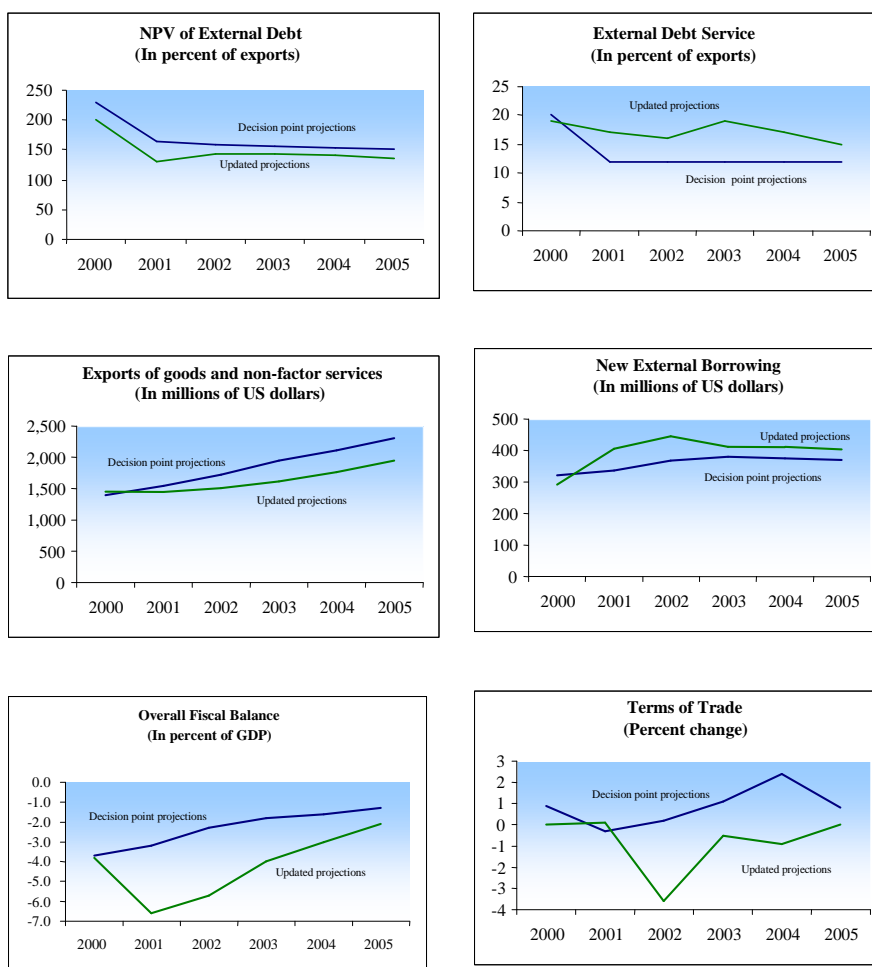 NPV of External Debt
(In percent of exports)
250
200
150
100
50
0
Decision point projections
Updated projections
2000 2001 2002 2003 2004 2005
External Debt Service
(In percent of exports)
25
20
15
10
5
0
Updated projections
Decision point projections
2000 2001 2002 2003 2004 2005
Exports of goods and non-factor services
(In millions of US dollars)
2,500
2,000
1,500
1,000
500
0
Decision point projections
Updated projections
2000 2001 2002 2003 2004 2005
New External Borrowing
(In millions of US dollars)
500
400
300
200
100
0
Updated projections
Decision point projections
2000 2001 2002 2003 2004 2005
Overall Fiscal Balance
(In percent of GDP)
0.0
-1.0
-2.0
-3.0
-4.0
-5.0
-6.0
-7.0
Decision point projections
Updated projections
2000 2001 2002 2003 2004 2005
Terms of Trade
(Percent change)
3
2
1
0
-1
-2
-3
-4
Decision point projections
Updated projections
2000 2001 2002 2003 2004 2005